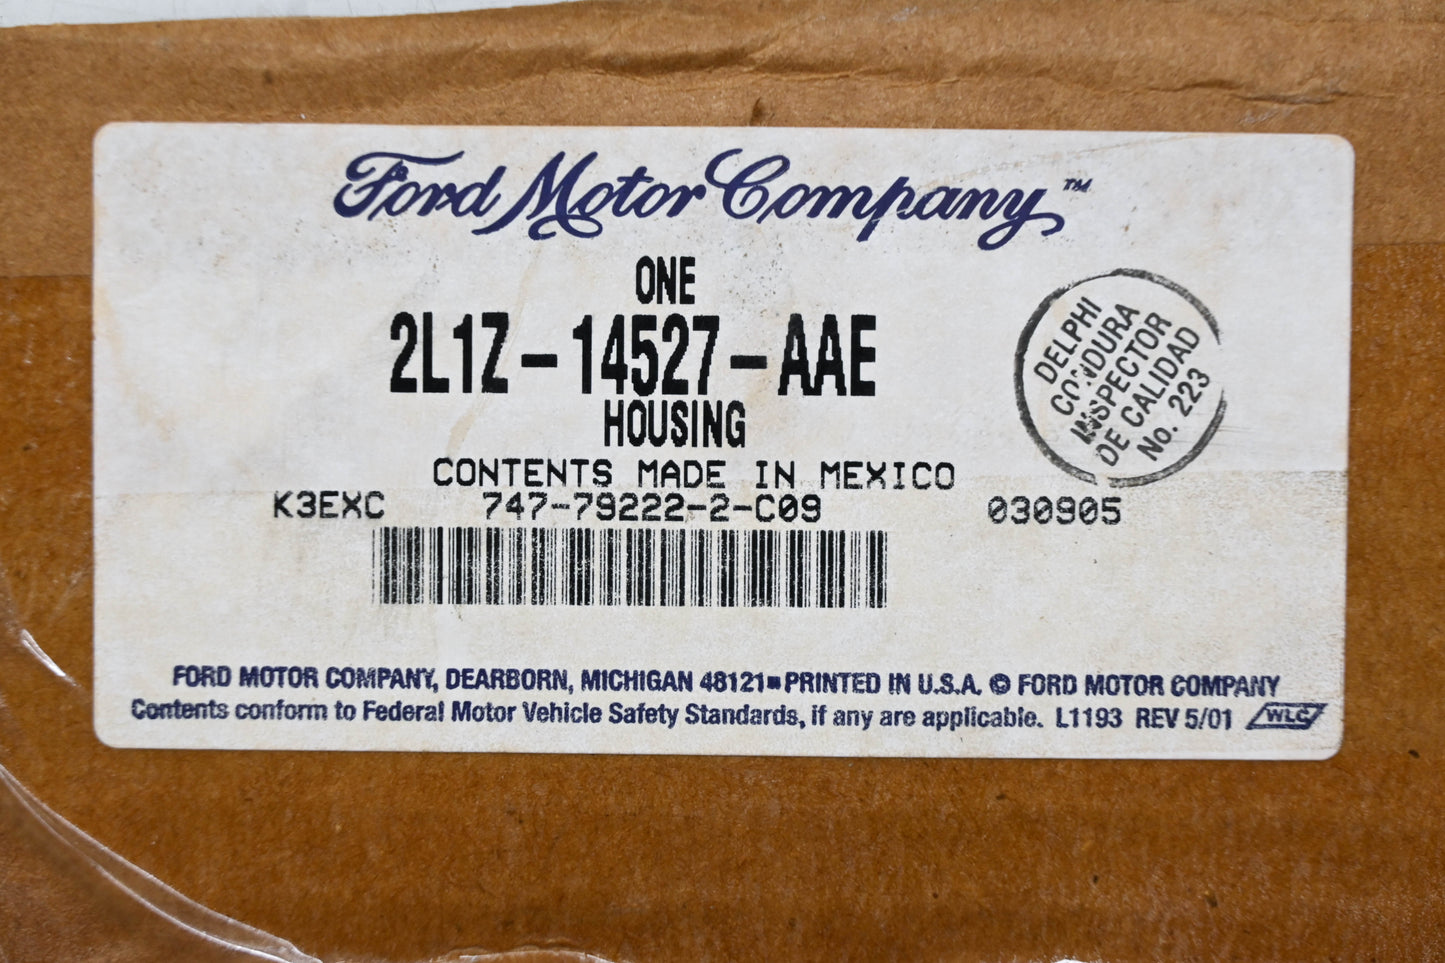 Ford Motor Company™
ONE
2L1Z-14527-AAE
HOUSING
CONTENTS MADE IN MEXICO
K3EXC 747-79222-2-C09 030905
DELPHI
CONDURA
INSPECTOR
DE CALIDAD
No. 223
FORD MOTOR COMPANY, DEARBORN, MICHIGAN 48121■PRINTED IN U.S.A. © FORD MOTOR COMPANY
Contents conform to Federal Motor Vehicle Safety Standards, if any are applicable. L1193 REV 5/01 WLC